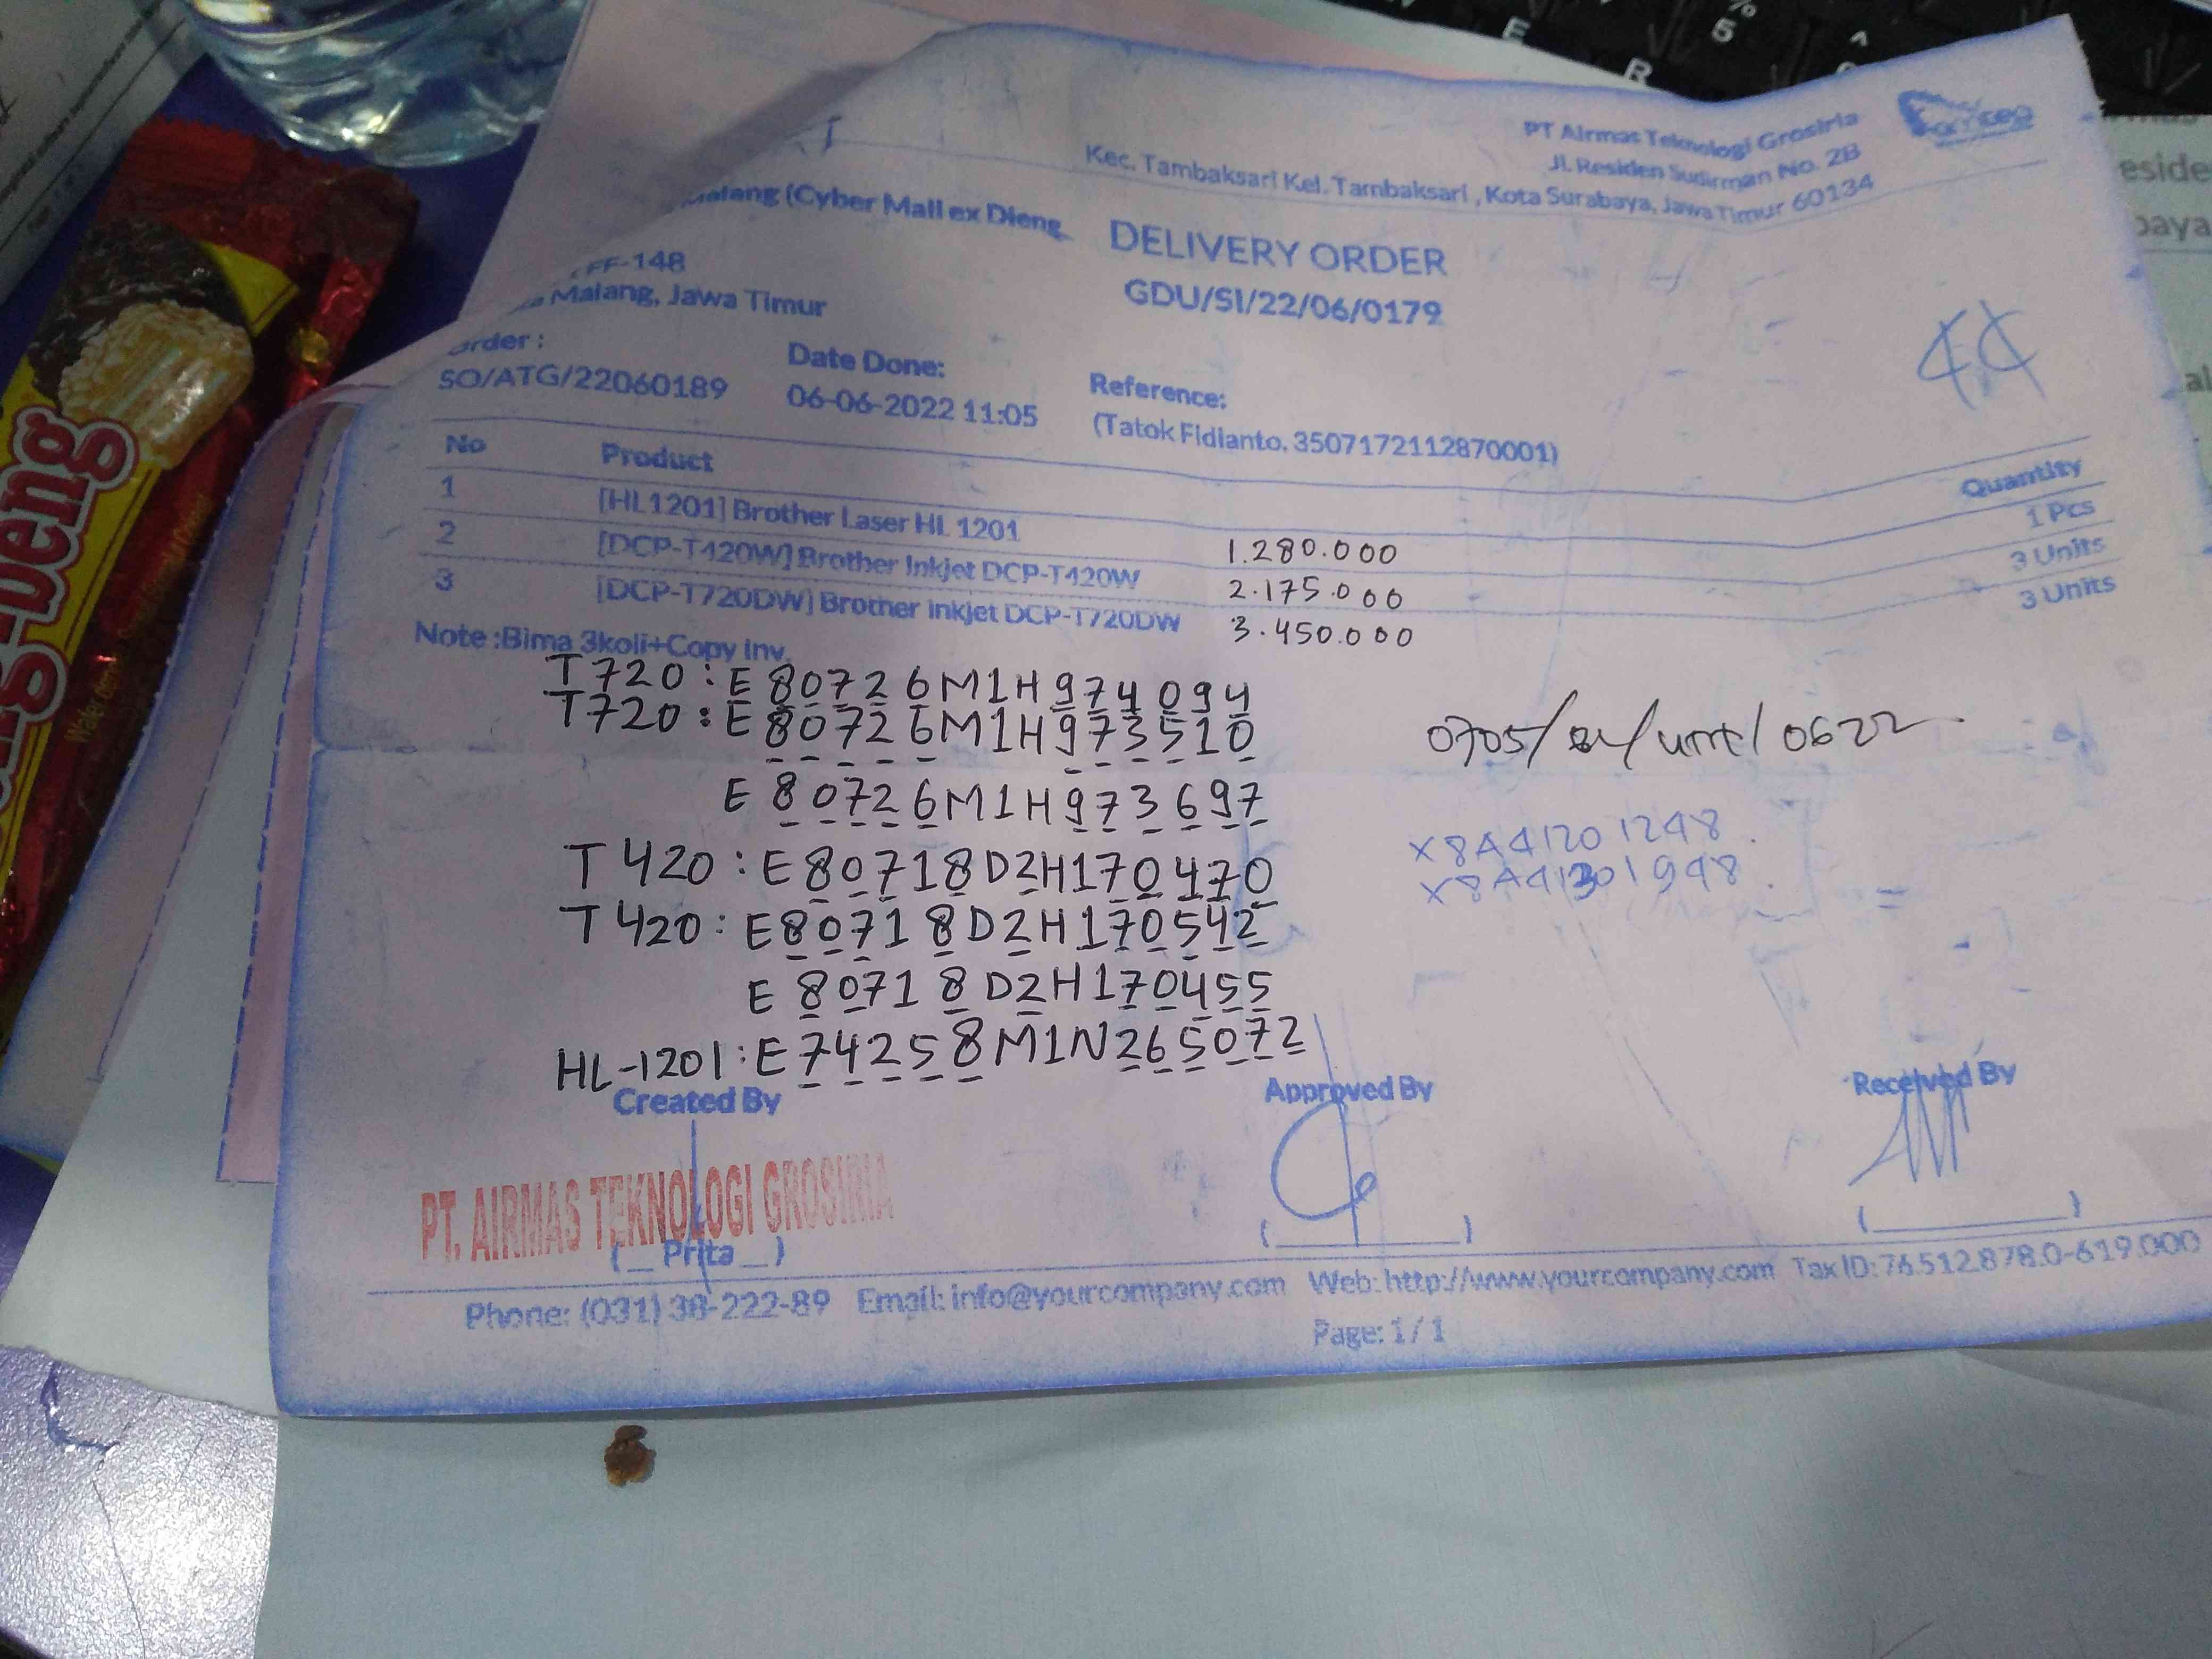 PT Airmas Teknologi Grosiria
Jl. Residen Sudirman No. 2B
Kec. Tambaksari Kel. Tambaksari , Kota Surabaya, Jawa Timur 60134
Malang (Cyber Mall ex Dieng
FF-148
Malang, Jawa Timur
DELIVERY ORDER
GDU/SI/22/06/0179
Order :
SO/ATG/22060189
Date Done:
06-06-2022 11:05
Reference:
(Tatok Fidianto, 3507172112870001)
No Product Quantity
1 [HL1201] Brother Laser HL 1201 1 Pcs
2 [DCP-T420W] Brother Inkjet DCP-T420W 3 Units
3 [DCP-T720DW] Brother Inkjet DCP-T720DW 3 Units
1.280.000
2.175.000
3.450.000
Note :Bima 3koli+Copy Inv.
T720 : E80726M1H974094
T720 : E80726M1H973510
E80726M1H973697
T420 : E80718D2H170470
T420 : E80718D2H170542
E80718D2H170455
HL-1201 : E74258M1N265072
X8A41201248
X8A41301948
Created By
Approved By
Received By
PT. AIRMAS TEKNOLOGI GROSIRIA
(_ Prita _)
Phone: (031) 38-222-89 Email: info@yourcompany.com Web: http://www.yourcompany.com Tax ID: 76.512.878.0-619.000
Page: 1 / 1